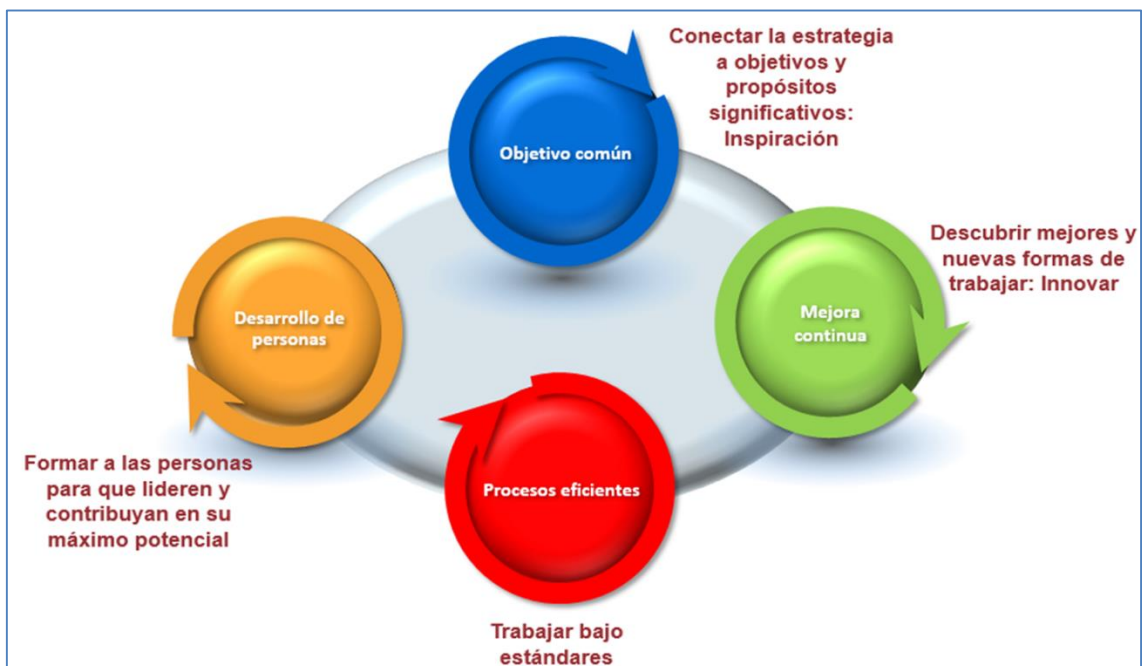 Conectar la estrategia
a objetivos y
propósitos
significativos:
Inspiración
Objetivo común
Descubrir mejores y
nuevas formas de
trabajar: Innovar
Mejora
continua
Desarrollo de
personas
Formar a las personas
para que lideren y
contribuyan en su
máximo potencial
Procesos eficientes
Trabajar bajo
estándares